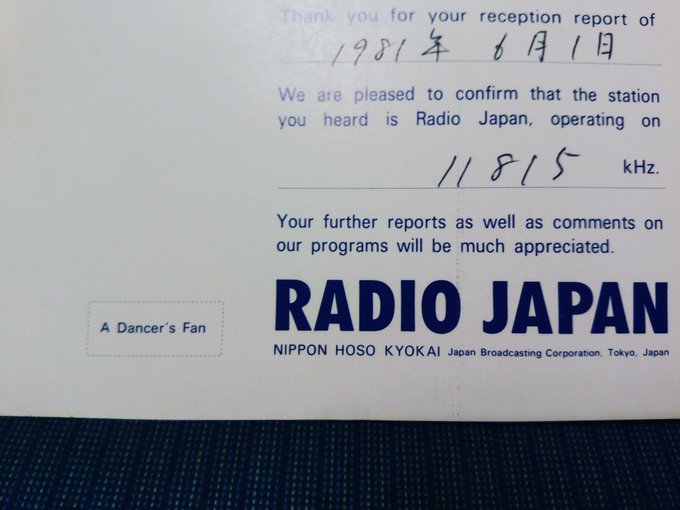 Thank you for your reception report of
1981年 6月1日
We are pleased to confirm that the station
you heard is Radio Japan, operating on
11815 kHz.
Your further reports as well as comments on
our programs will be much appreciated.
RADIO JAPAN
A Dancer's Fan
NIPPON HOSO KYOKAI Japan Broadcasting Corporation, Tokyo, Japan